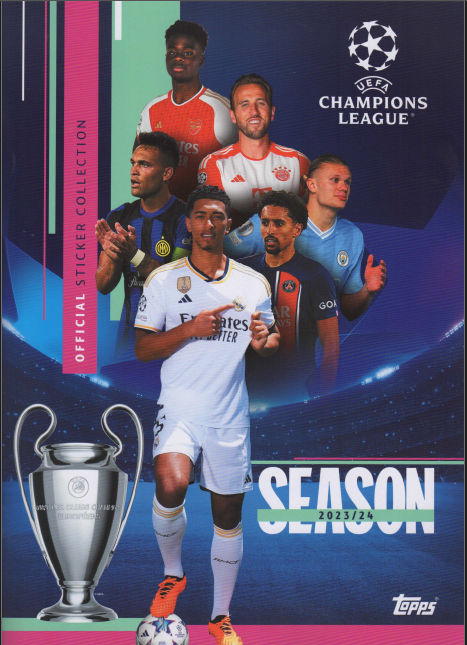 UEFA
CHAMPIONS
LEAGUE®
OFFICIAL STICKER COLLECTION
Emirates
FLY BETTER
SEASON
2023/24
topps